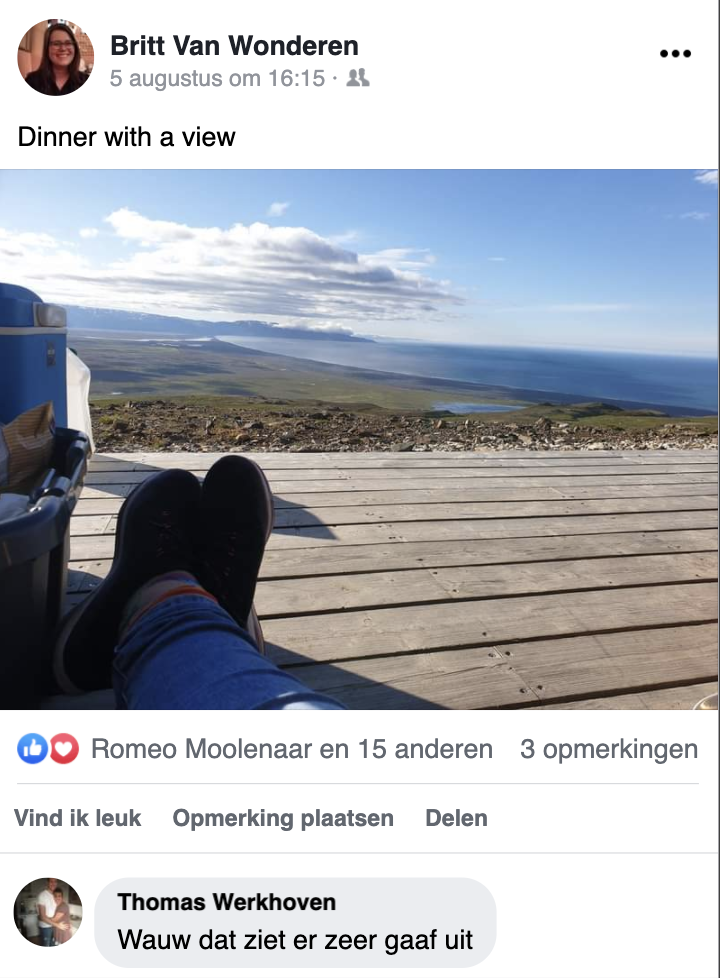 Britt Van Wonderen
5 augustus om 16:15 ·
Dinner with a view
Romeo Moolenaar en 15 anderen 3 opmerkingen
Vind ik leuk Opmerking plaatsen Delen
Thomas Werkhoven
Wauw dat ziet er zeer gaaf uit